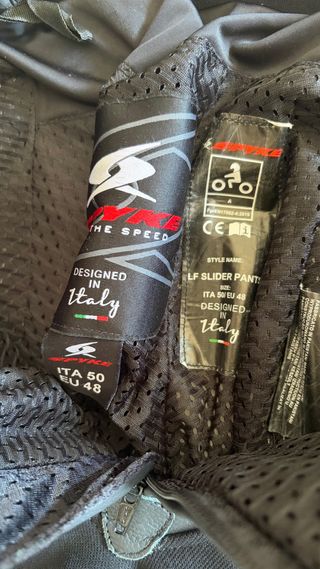 SPYKE
THE SPEED
DESIGNED
IN
Italy
SPYKE
ITA 50
EU 48
SPYKE
A
CE
STYLE NAME:
LF SLIDER PANTS
SIZE:
ITA 50/ EU 48
DESIGNED
IN
Italy